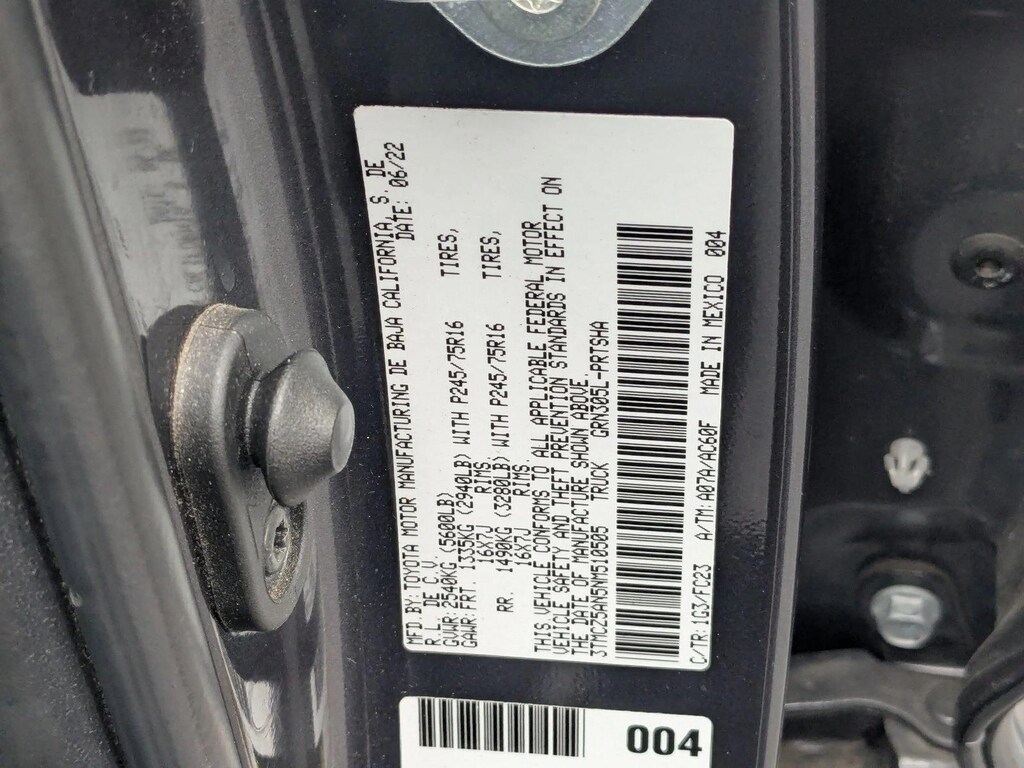 MFD. BY: TOYOTA MOTOR MANUFACTURING DE BAJA CALIFORNIA, S. DE
R.L. DE C.V. DATE: 06/22
GVWR: 2540KG (5600LB)
GAWR: FRT. 1335KG (2940LB) WITH P245/75R16 TIRES,
16X7J RIMS
RR. 1490KG (3280LB) WITH P245/75R16 TIRES,
16X7J RIMS
THIS VEHICLE CONFORMS TO ALL APPLICABLE FEDERAL MOTOR
VEHICLE SAFETY AND THEFT PREVENTION STANDARDS IN EFFECT ON
THE DATE OF MANUFACTURE SHOWN ABOVE.
3TMCZ5AN5NM510505 TRUCK GRN305L-PRTSHA
C/TR: 1G3/FC23 A/TM: A07A/AC60F MADE IN MEXICO 004
004